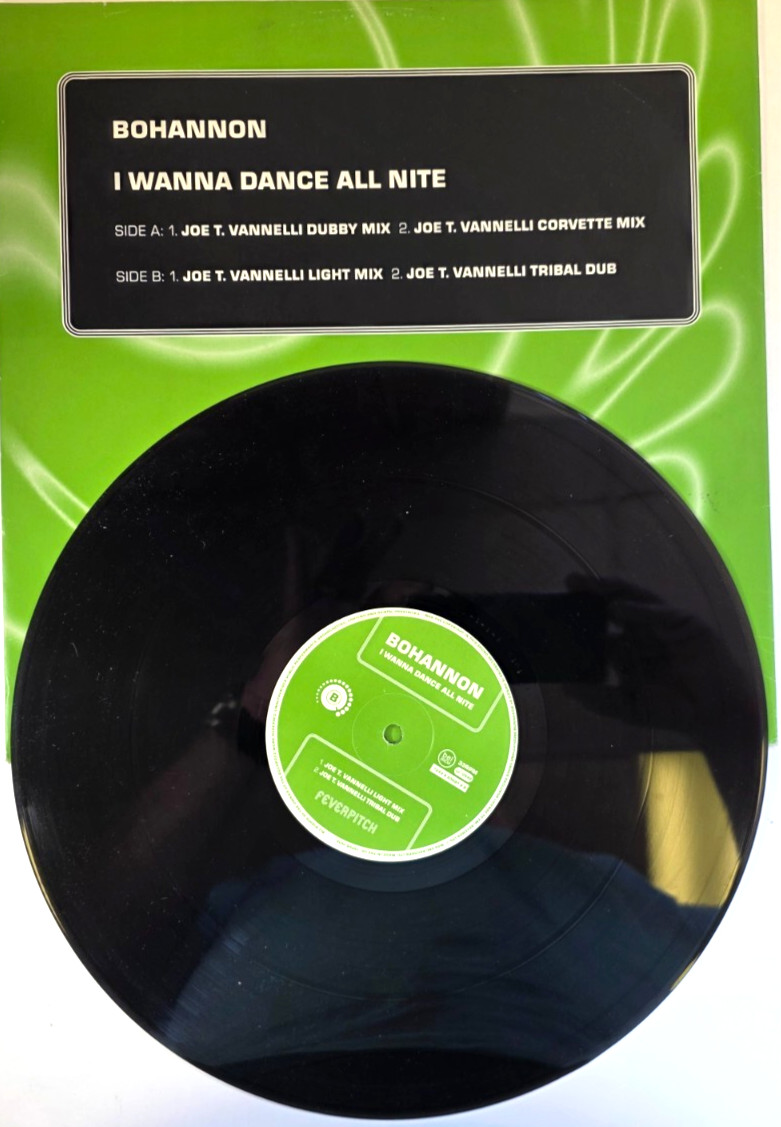 BOHANNON
I WANNA DANCE ALL NITE
SIDE A: 1. JOE T. VANNELLI DUBBY MIX 2. JOE T. VANNELLI CORVETTE MIX
SIDE B: 1. JOE T. VANNELLI LIGHT MIX 2. JOE T. VANNELLI TRIBAL DUB
BOHANNON
I WANNA DANCE ALL NITE
B
1 JOE T. VANNELLI LIGHT MIX
2 JOE T. VANNELLI TRIBAL DUB
FEVERPITCH